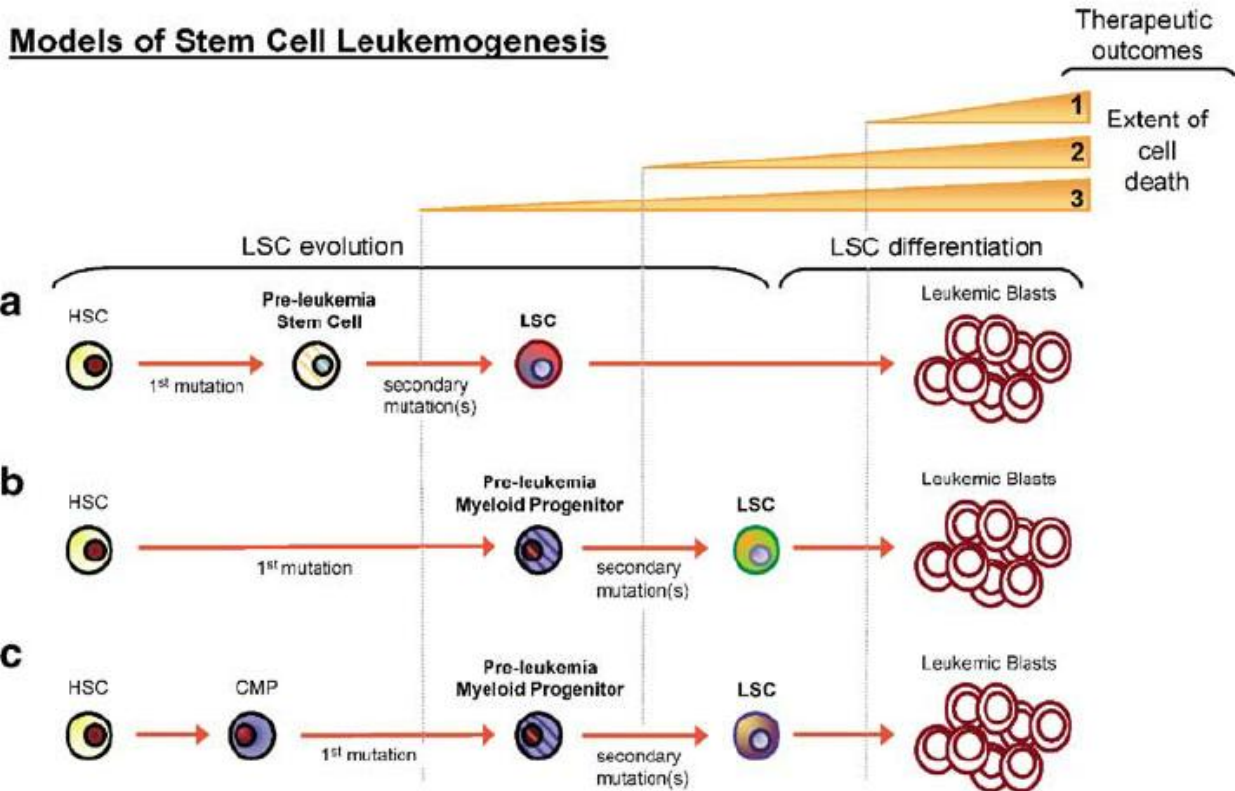 Models of Stem Cell Leukemogenesis
Therapeutic
outcomes
1
2
3
Extent of
cell
death
LSC evolution
LSC differentiation
a
HSC
1st mutation
Pre-leukemia
Stem Cell
secondary
mutation(s)
LSC
Leukemic Blasts
b
HSC
1st mutation
Pre-leukemia
Myeloid Progenitor
secondary
mutation(s)
LSC
Leukemic Blasts
c
HSC
CMP
1st mutation
Pre-leukemia
Myeloid Progenitor
secondary
mutation(s)
LSC
Leukemic Blasts